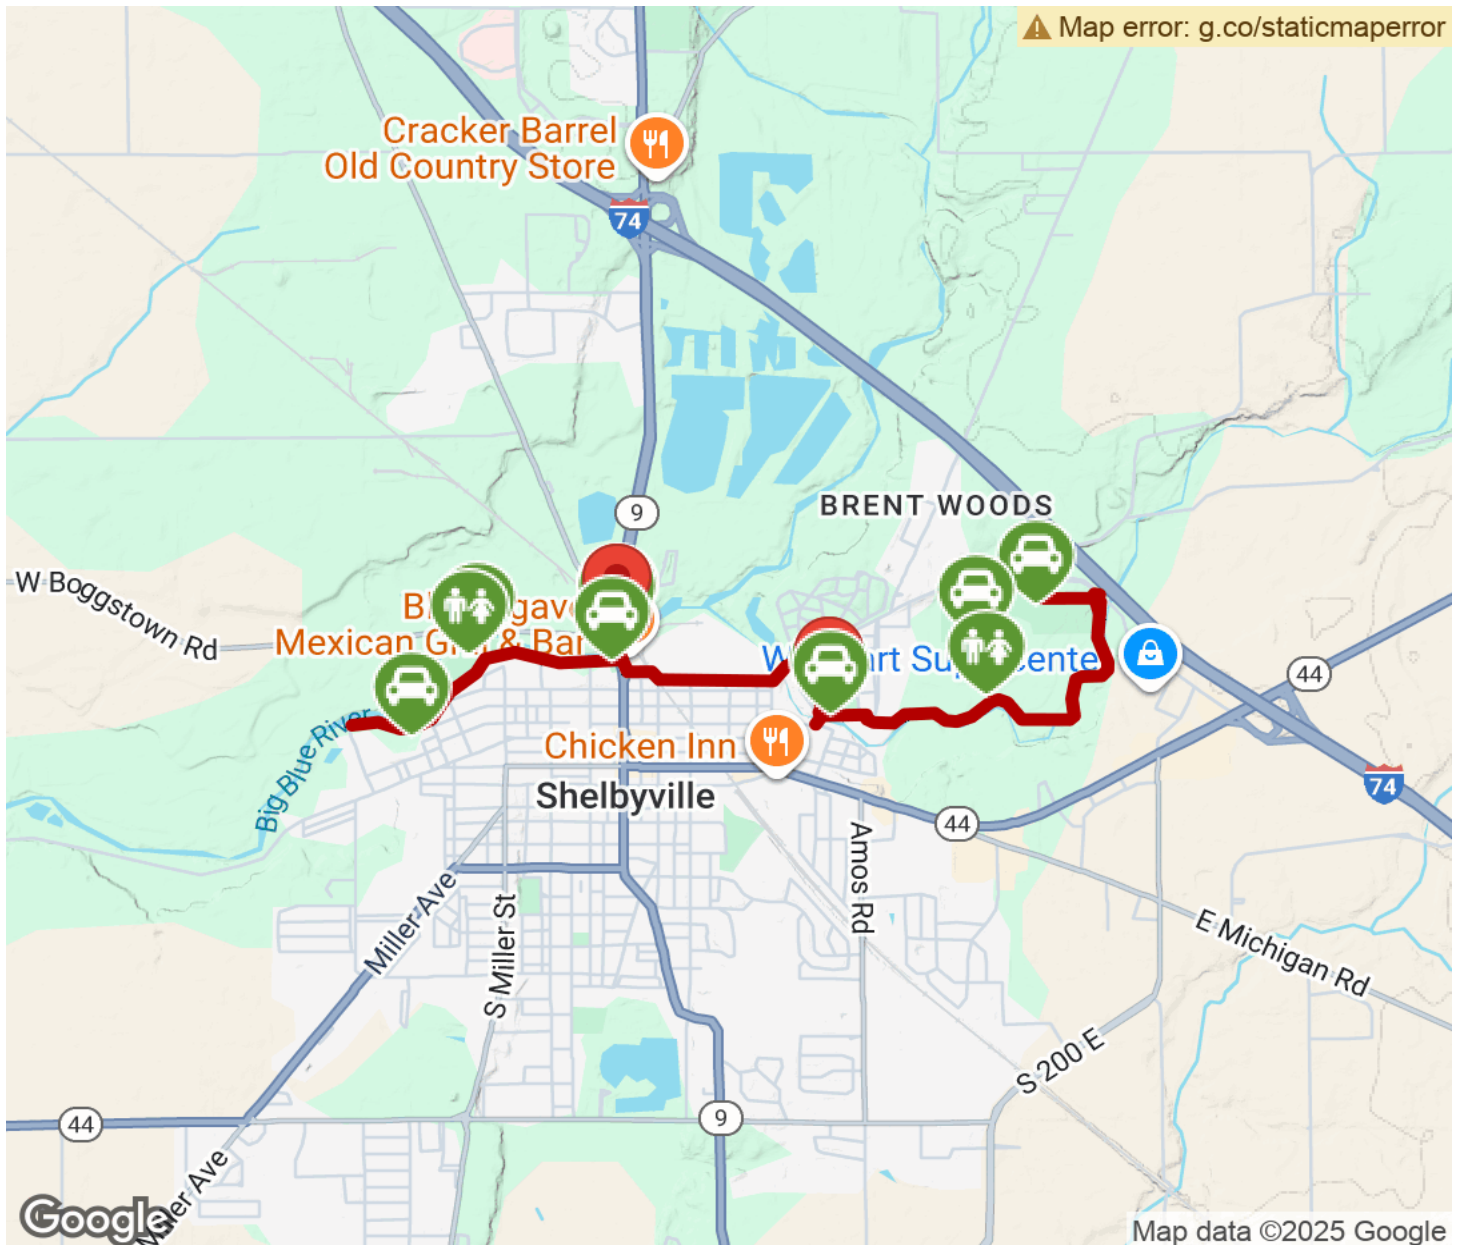 Map error: g.co/staticmaperror
Cracker Barrel
Old Country Store
74
9
BRENT WOODS
W Boggstown Rd
Mexican & Bar
44
Big Blue River
Chicken Inn
74
Shelbyville
44
Amos Rd
Miller Ave
S Miller St
E Michigan Rd
S 200 E
44
9
Miller Ave
Google
Map data ©2025 Google